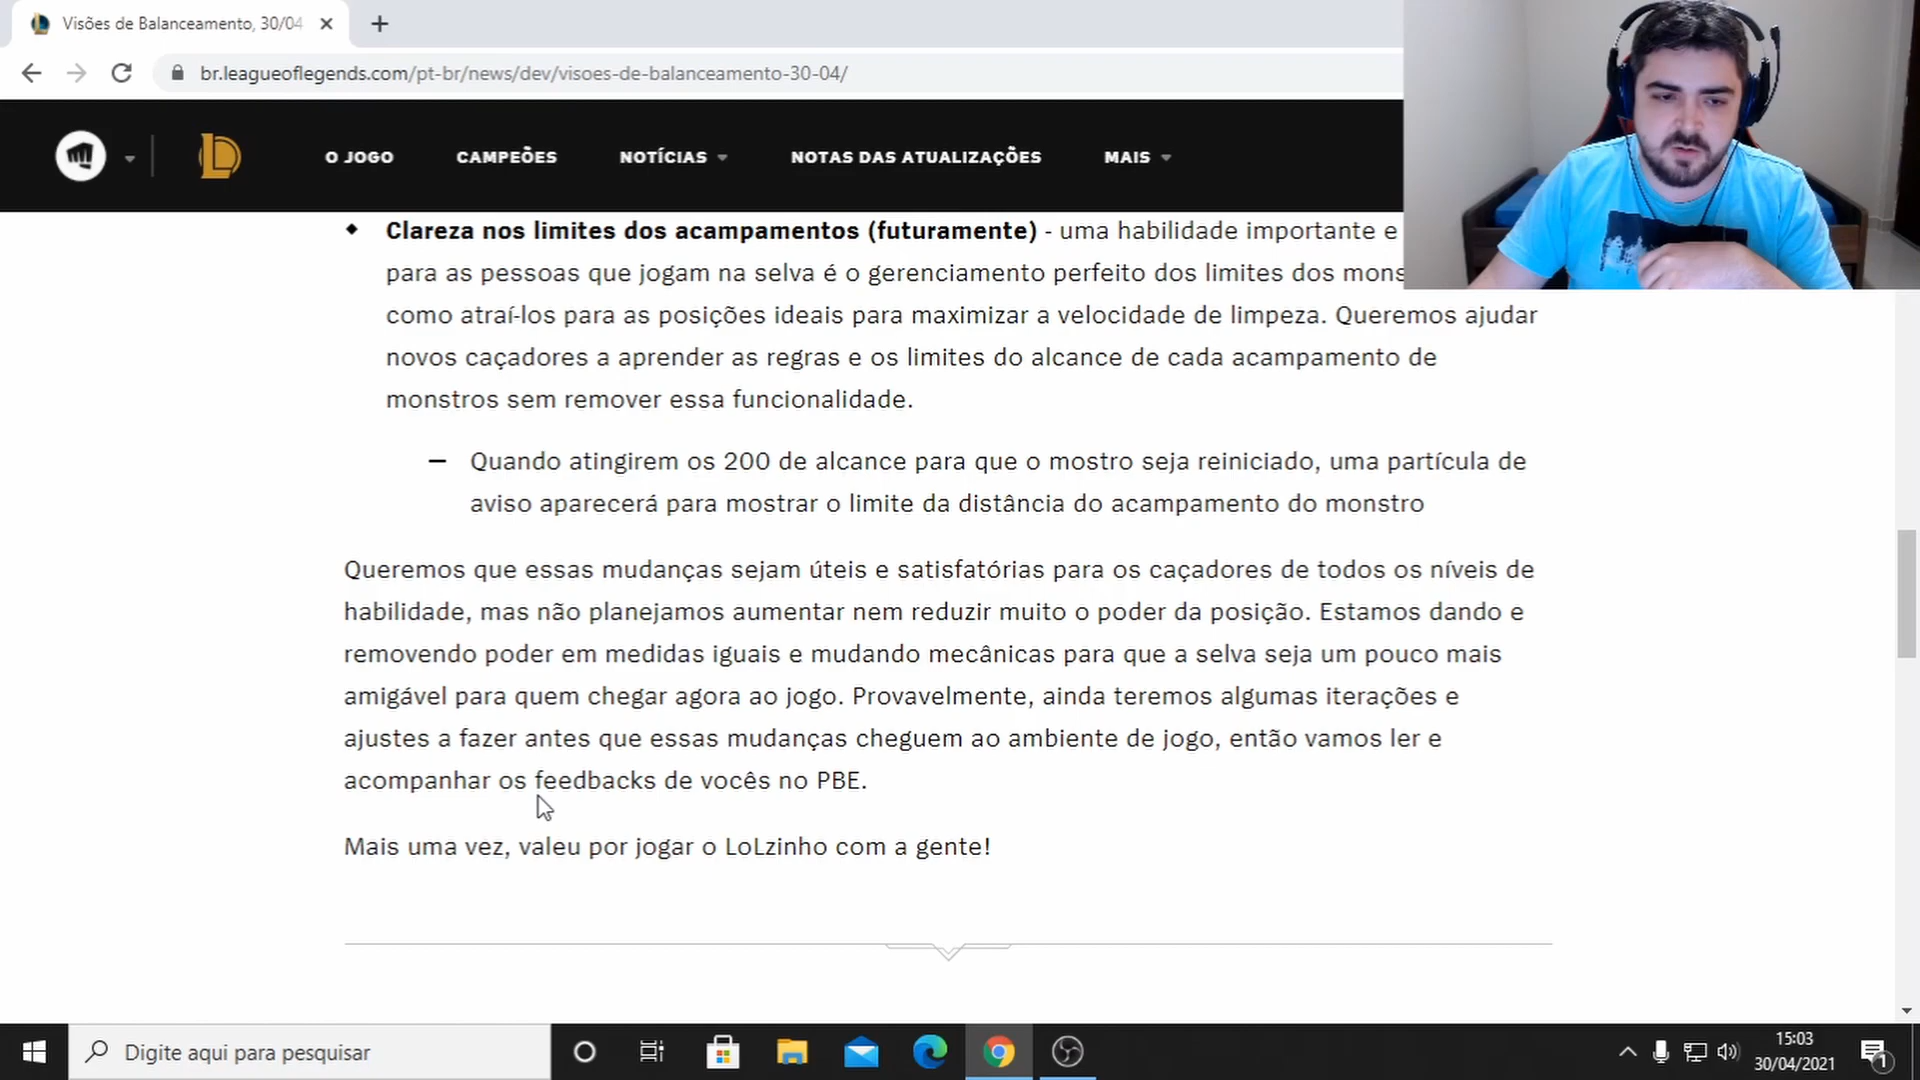 Visões de Balanceamento, 30/04
br.leagueoflegends.com/pt-br/news/dev/visoes-de-balanceamento-30-04/
O JOGO CAMPEÕES NOTÍCIAS NOTAS DAS ATUALIZAÇÕES MAIS
Clareza nos limites dos acampamentos (futuramente) - uma habilidade importante e
para as pessoas que jogam na selva é o gerenciamento perfeito dos limites dos mons
como atraí-los para as posições ideais para maximizar a velocidade de limpeza. Queremos ajudar
novos caçadores a aprender as regras e os limites do alcance de cada acampamento de
monstros sem remover essa funcionalidade.
— Quando atingirem os 200 de alcance para que o mostro seja reiniciado, uma partícula de
aviso aparecerá para mostrar o limite da distância do acampamento do monstro
Queremos que essas mudanças sejam úteis e satisfatórias para os caçadores de todos os níveis de
habilidade, mas não planejamos aumentar nem reduzir muito o poder da posição. Estamos dando e
removendo poder em medidas iguais e mudando mecânicas para que a selva seja um pouco mais
amigável para quem chegar agora ao jogo. Provavelmente, ainda teremos algumas iterações e
ajustes a fazer antes que essas mudanças cheguem ao ambiente de jogo, então vamos ler e
acompanhar os feedbacks de vocês no PBE.
Mais uma vez, valeu por jogar o LoLzinho com a gente!
Digite aqui para pesquisar
15:03
30/04/2021
1